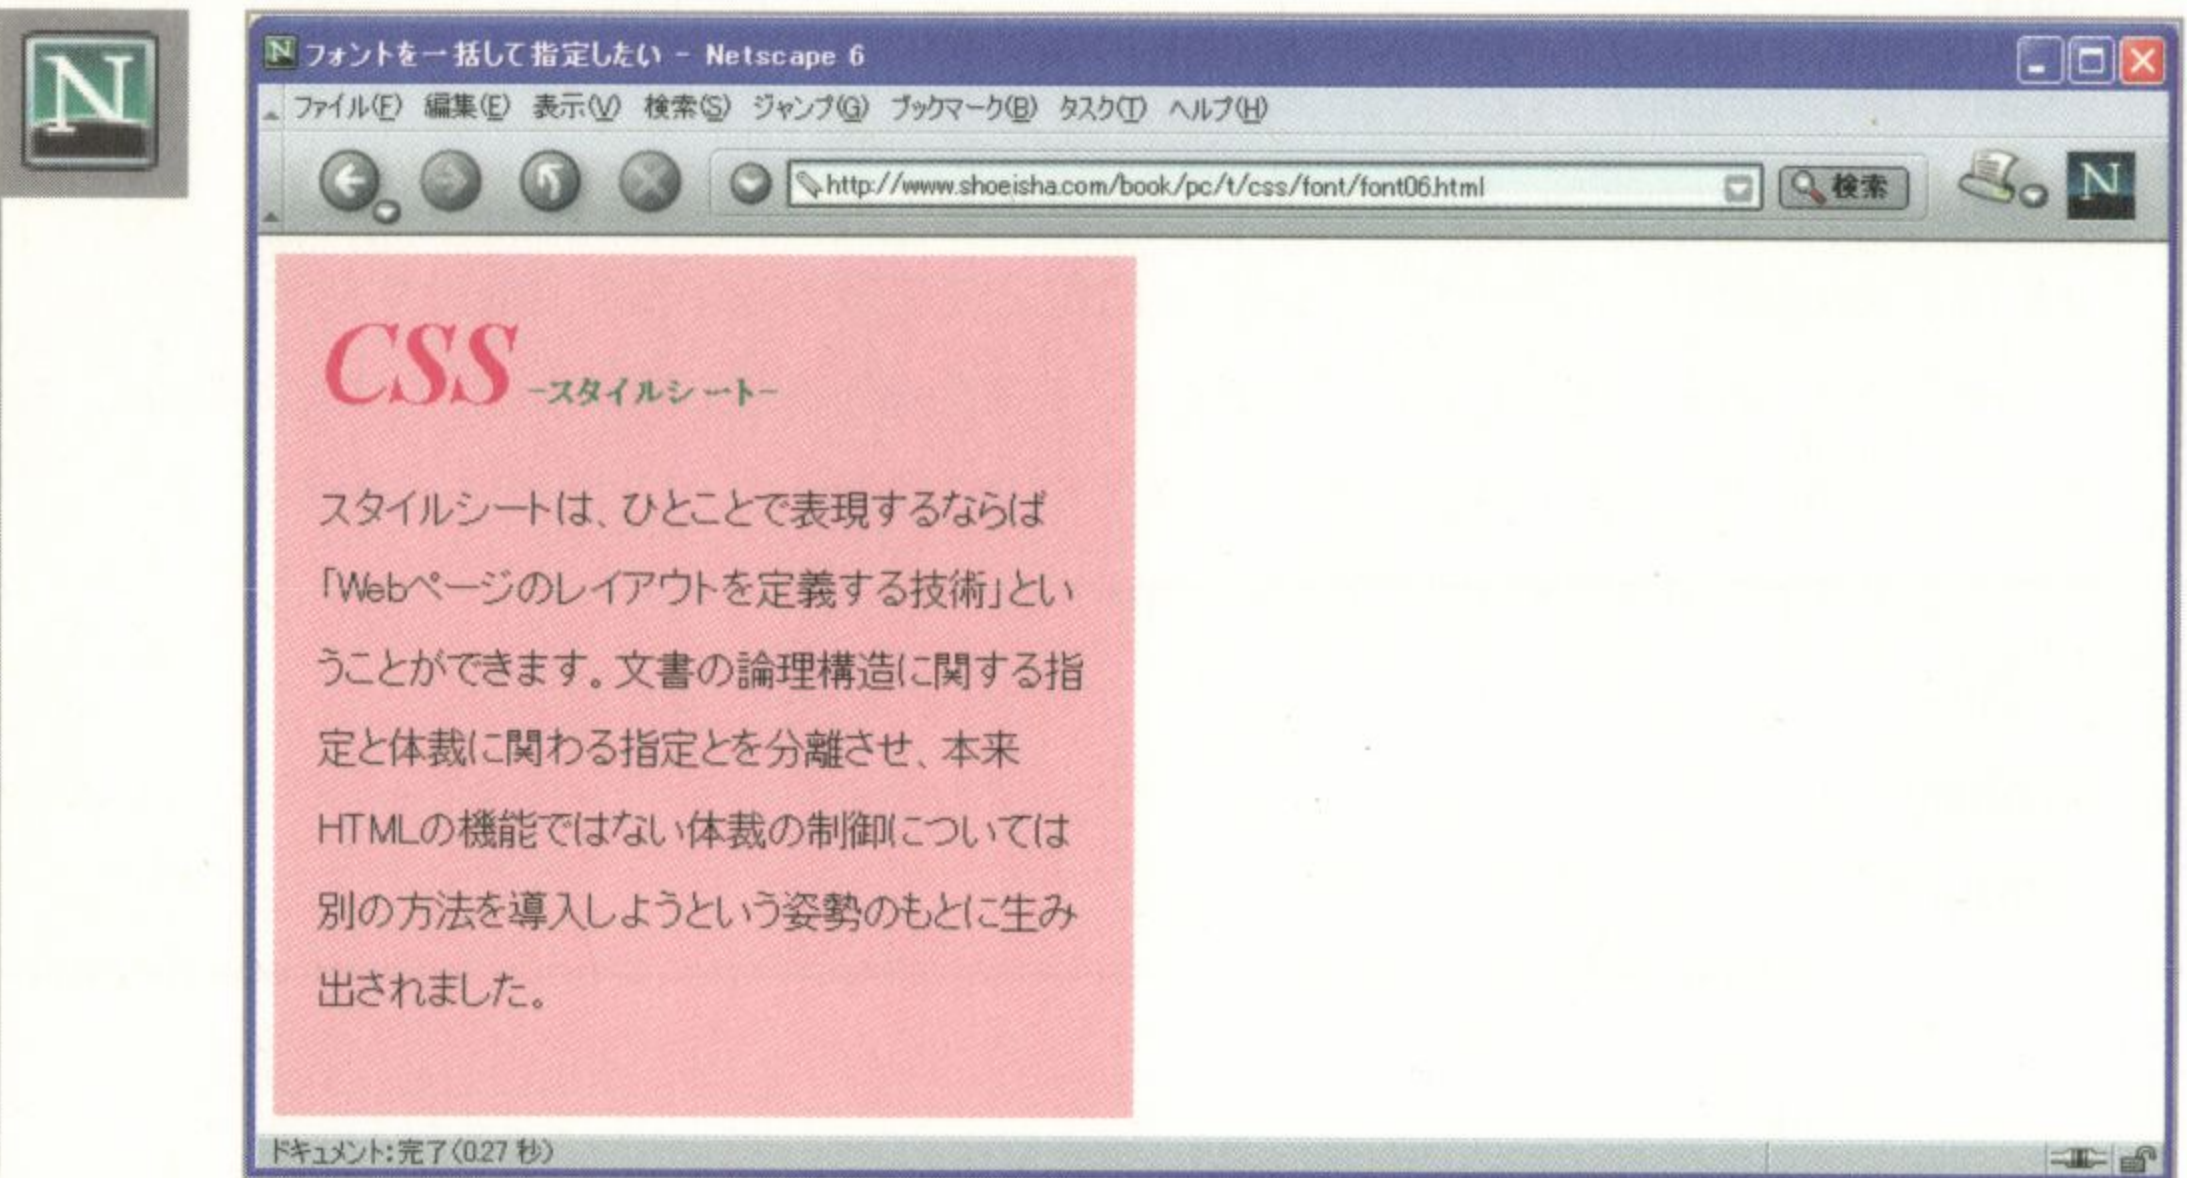 N
フォントを一括して指定したい - Netscape 6
ファイル(F) 編集(E) 表示(V) 検索(S) ジャンプ(G) ブックマーク(B) タスク(T) ヘルプ(H)
http://www.shoeisha.com/book/pc/t/css/font/font06.html 検索 N
CSS -スタイルシート-
スタイルシートは、ひとことで表現するならば
「Webページのレイアウトを定義する技術」とい
うことができます。文書の論理構造に関する指
定と体裁に関わる指定とを分離させ、本来
HTMLの機能ではない体裁の制御については
別の方法を導入しようという姿勢のもとに生み
出されました。
ドキュメント:完了(0.27 秒)